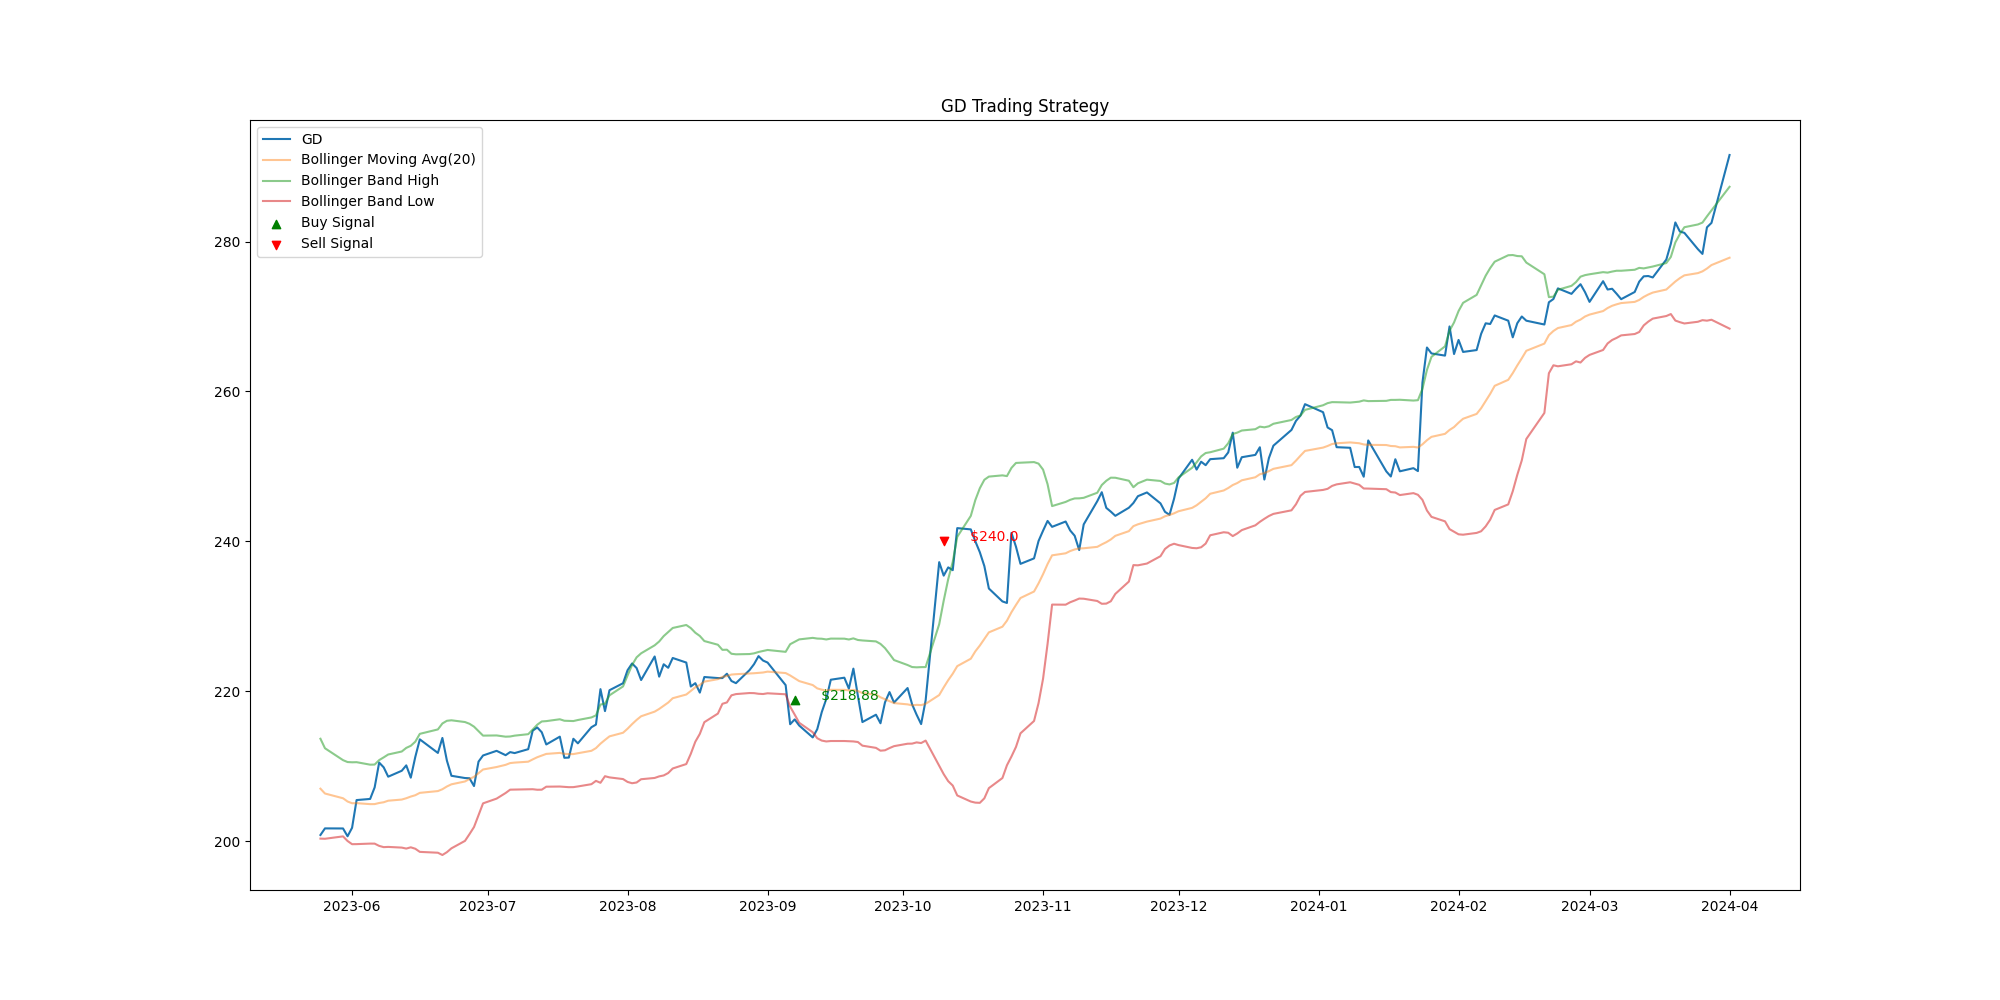 GD Trading Strategy
GD
Bollinger Moving Avg(20)
Bollinger Band High
Bollinger Band Low
Buy Signal
Sell Signal
280
260
240
220
200
$240.0
$218.88
2023-06 2023-07 2023-08 2023-09 2023-10 2023-11 2023-12 2024-01 2024-02 2024-03 2024-04